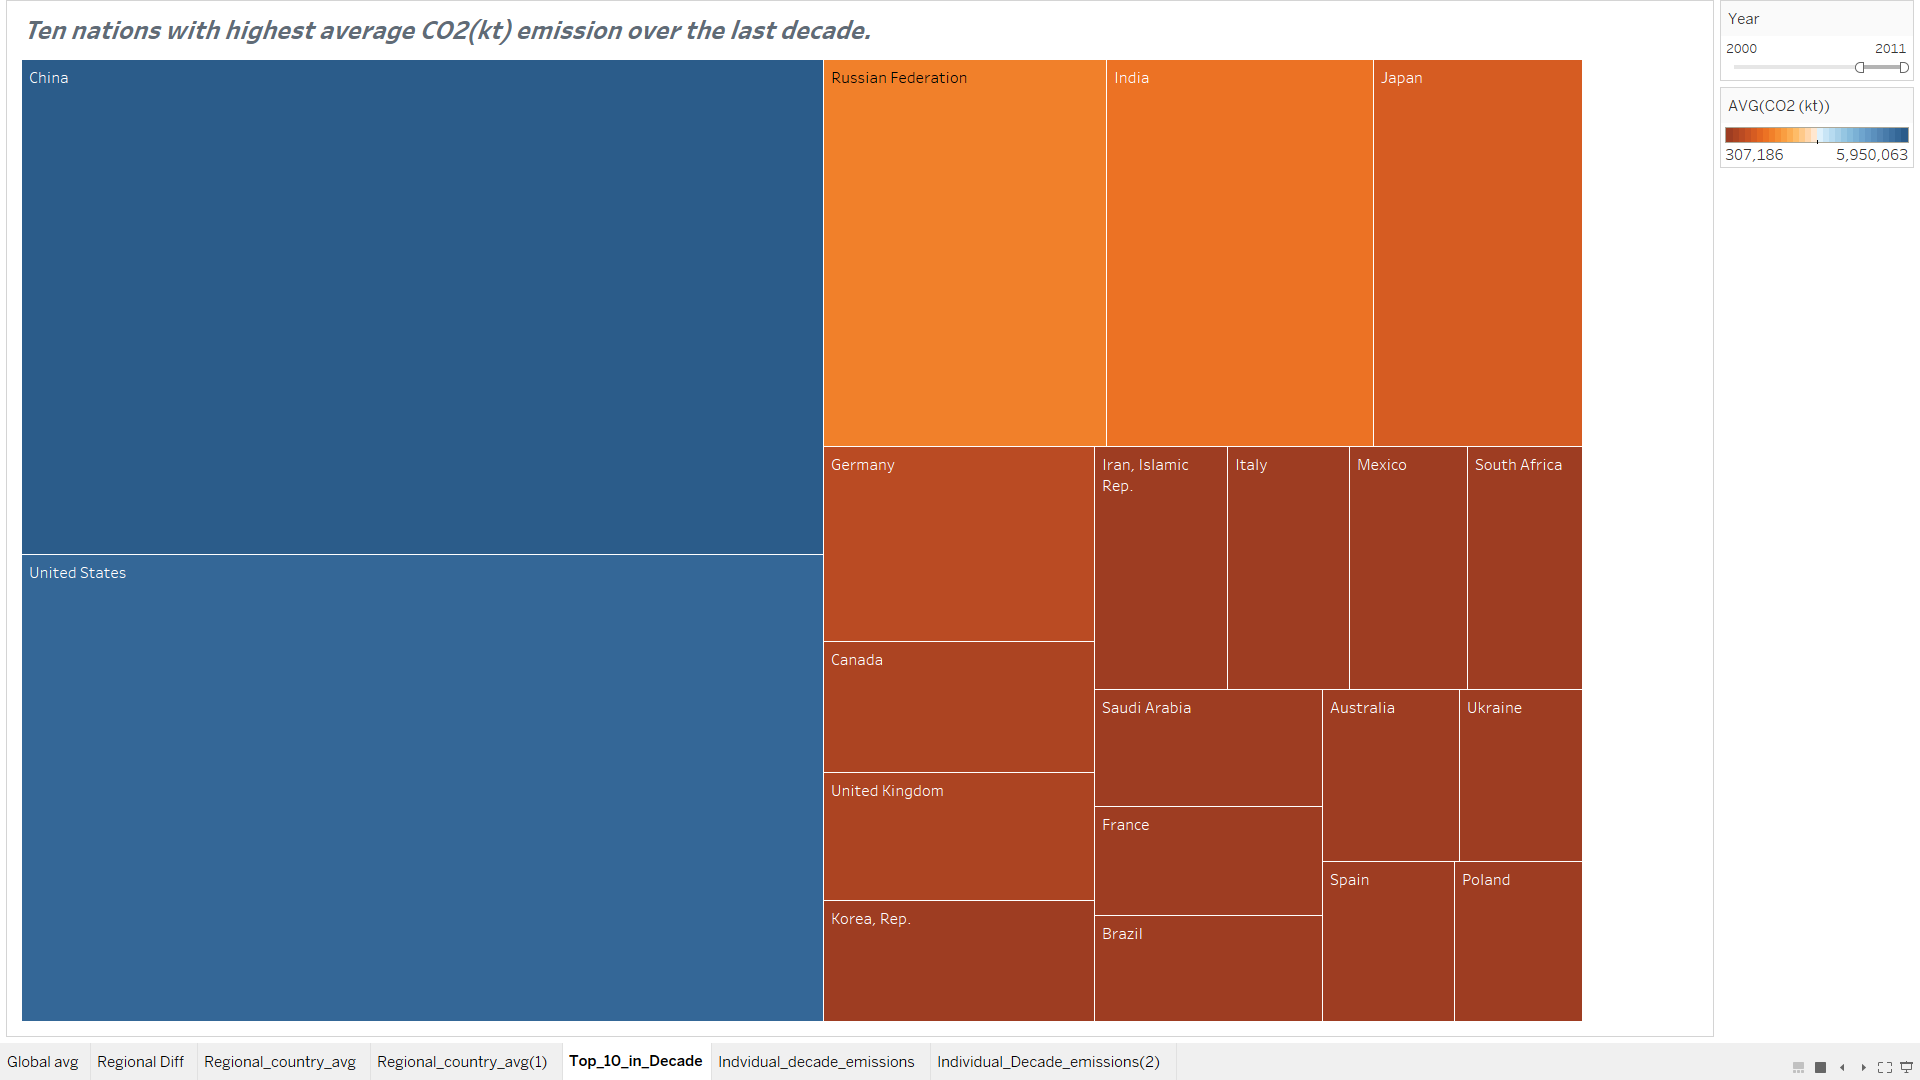 Ten nations with highest average CO2(kt) emission over the last decade.
China
United States
Russian Federation
India
Japan
Germany
Canada
United Kingdom
Korea, Rep.
Iran, Islamic
Rep.
Italy
Mexico
South Africa
Saudi Arabia
France
Brazil
Australia
Ukraine
Spain
Poland
Year
2000 2011
AVG(CO2 (kt))
307,186 5,950,063
Global avg Regional Diff Regional_country_avg Regional_country_avg(1) Top_10_in_Decade Indvidual_decade_emissions Individual_Decade_emissions(2)